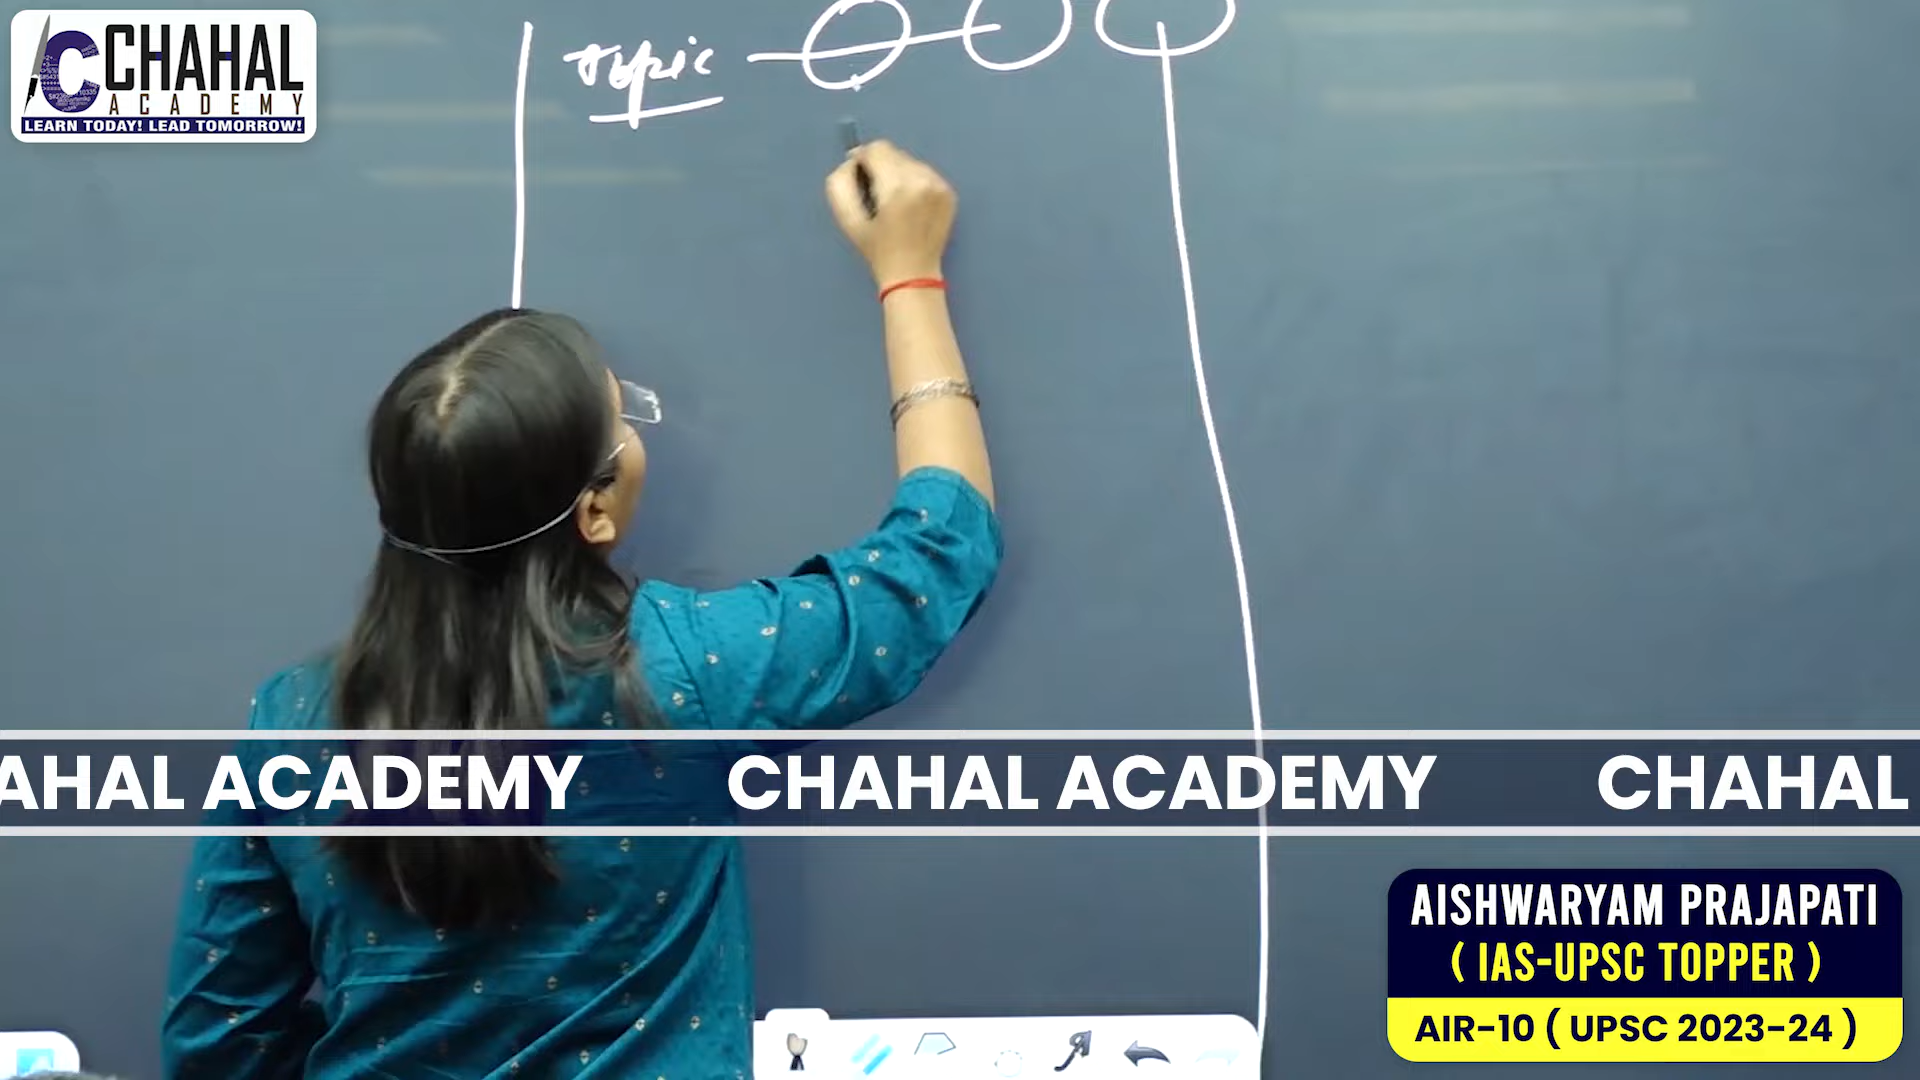 CHAHAL
ACADEMY
LEARN TODAY! LEAD TOMORROW!
Topic
AHAL ACADEMY CHAHAL ACADEMY CHAHAL
AISHWARYAM PRAJAPATI
( IAS-UPSC TOPPER )
AIR-10 ( UPSC 2023-24 )